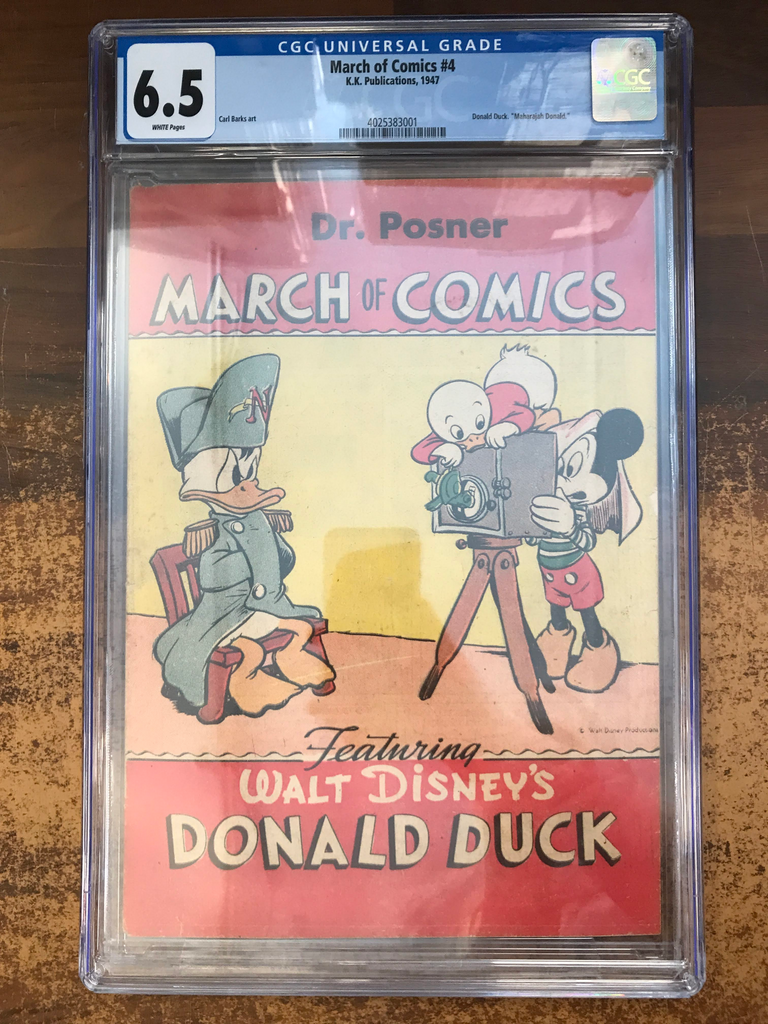 CGC UNIVERSAL GRADE
6.5
WHITE Pages
March of Comics #4
K.K. Publications, 1947
Carl Barks art
4025383001
Donald Duck. "Maharajah Donald."
CGC
Dr. Posner
MARCH OF COMICS
N
© Walt Disney Productions
Featuring
WALT DISNEY'S
DONALD DUCK